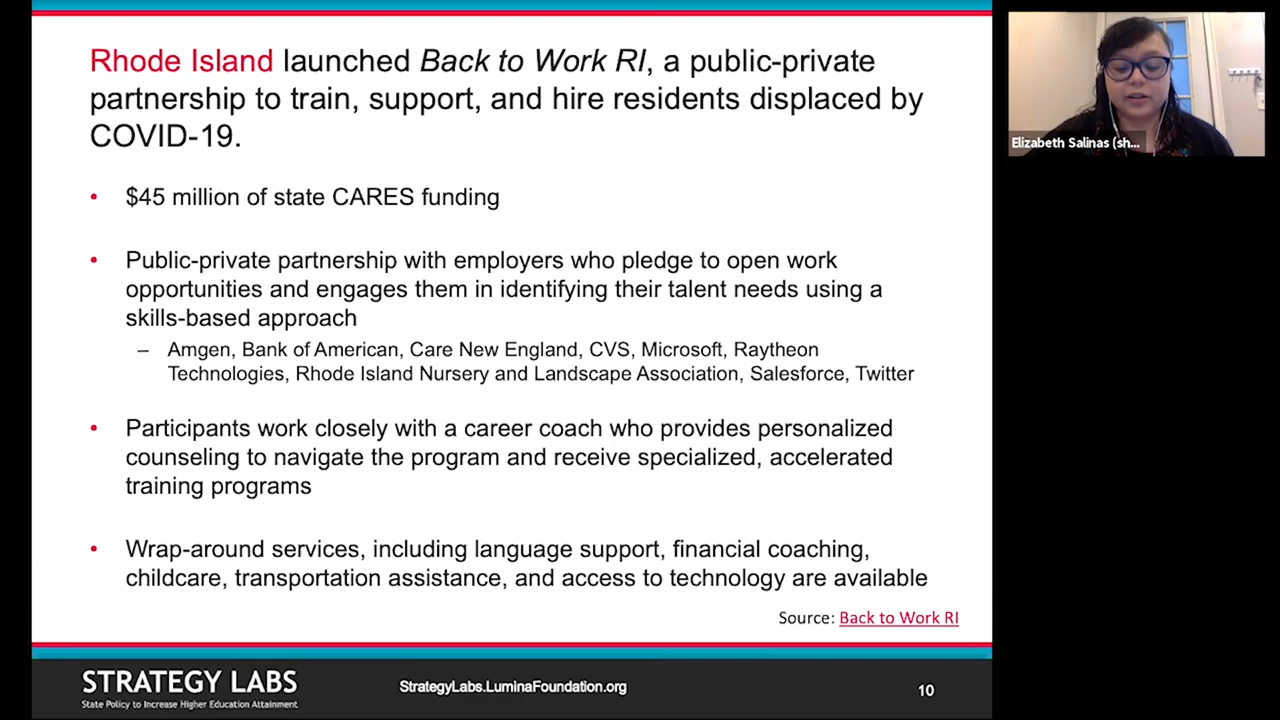 Rhode Island launched Back to Work RI, a public-private
partnership to train, support, and hire residents displaced by
COVID-19.
• $45 million of state CARES funding
• Public-private partnership with employers who pledge to open work
opportunities and engages them in identifying their talent needs using a
skills-based approach
– Amgen, Bank of American, Care New England, CVS, Microsoft, Raytheon
Technologies, Rhode Island Nursery and Landscape Association, Salesforce, Twitter
• Participants work closely with a career coach who provides personalized
counseling to navigate the program and receive specialized, accelerated
training programs
• Wrap-around services, including language support, financial coaching,
childcare, transportation assistance, and access to technology are available
Source: Back to Work RI
STRATEGY LABS
State Policy to Increase Higher Education Attainment
StrategyLabs.LuminaFoundation.org
10
Elizabeth Salinas (sh...